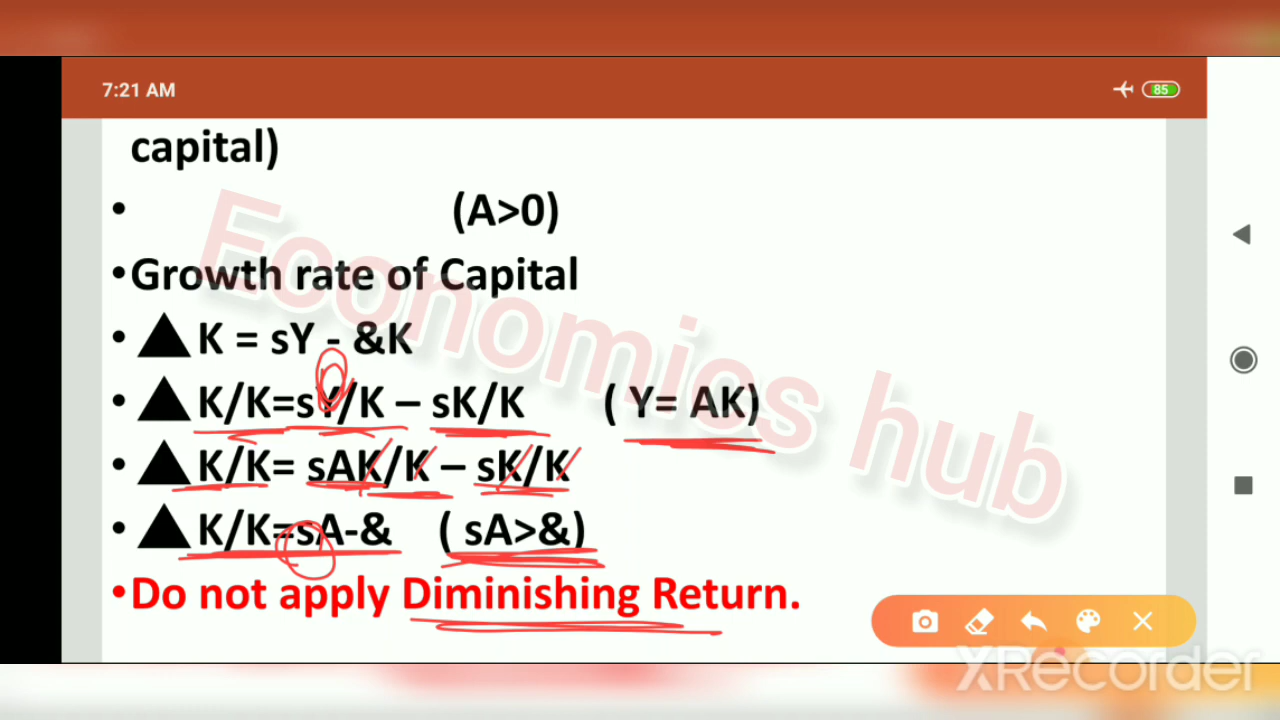 7:21 AM
85
capital)
• (A>0)
•Growth rate of Capital
• ▲K = sY - &K
• ▲K/K=sY/K – sK/K ( Y= AK)
• ▲K/K= sAK/K – sK/K
• ▲K/K=sA-& ( sA>&)
•Do not apply Diminishing Return.
Economics hub
XRecorder